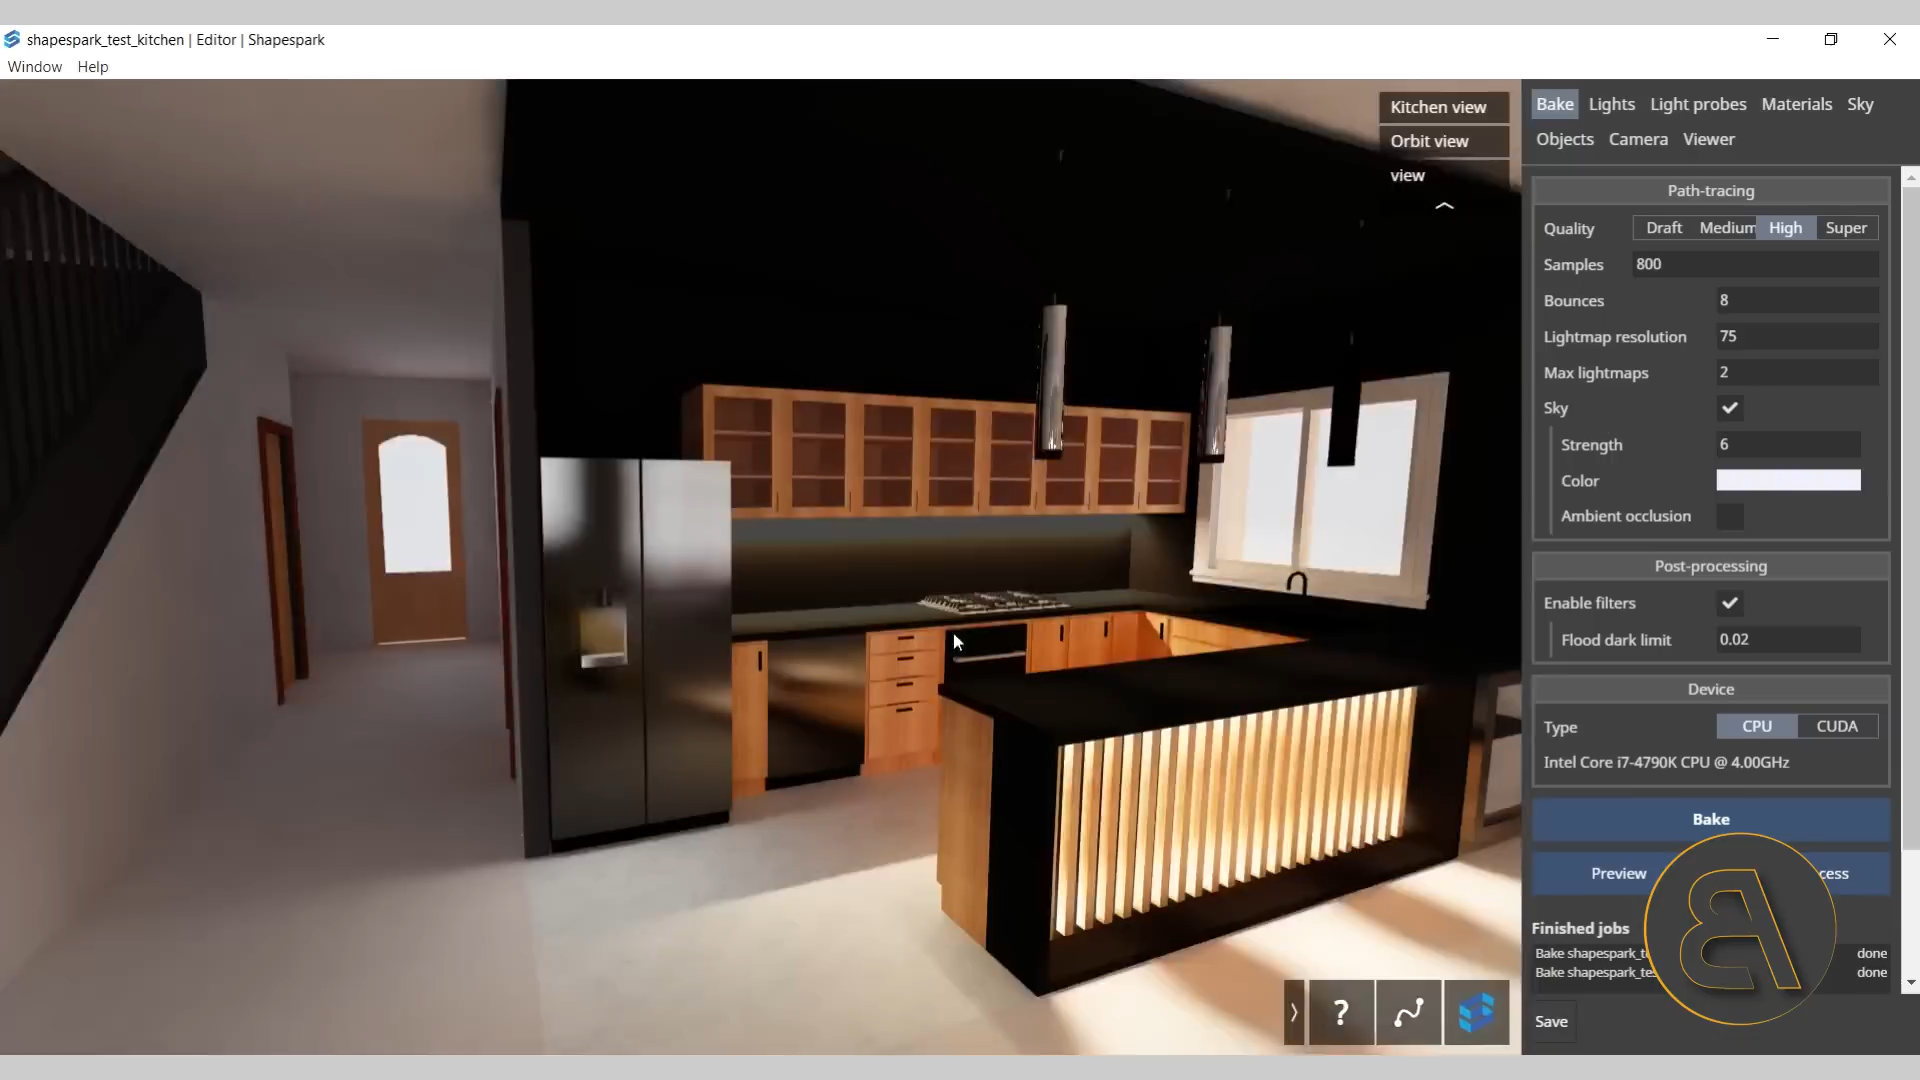 shapespark_test_kitchen | Editor | Shapespark
Window Help
Kitchen view
Orbit view
view
Bake Lights Light probes Materials Sky
Objects Camera Viewer
Path-tracing
Quality Draft Medium High Super
Samples 800
Bounces 8
Lightmap resolution 75
Max lightmaps 2
Sky
Strength 6
Color
Ambient occlusion
Post-processing
Enable filters
Flood dark limit 0.02
Device
Type CPU CUDA
Intel Core i7-4790K CPU @ 4.00GHz
Bake
Preview
Finished jobs
Bake done
Bake done
?
Save